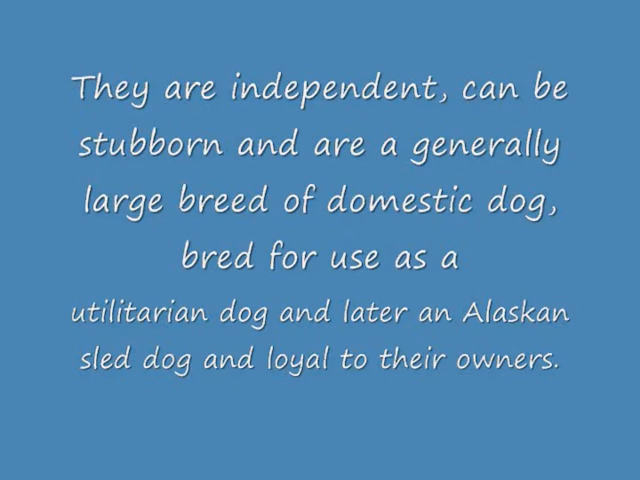 They are independent, can be
stubborn and are a generally
large breed of domestic dog,
bred for use as a
utilitarian dog and later an Alaskan
sled dog and loyal to their owners.